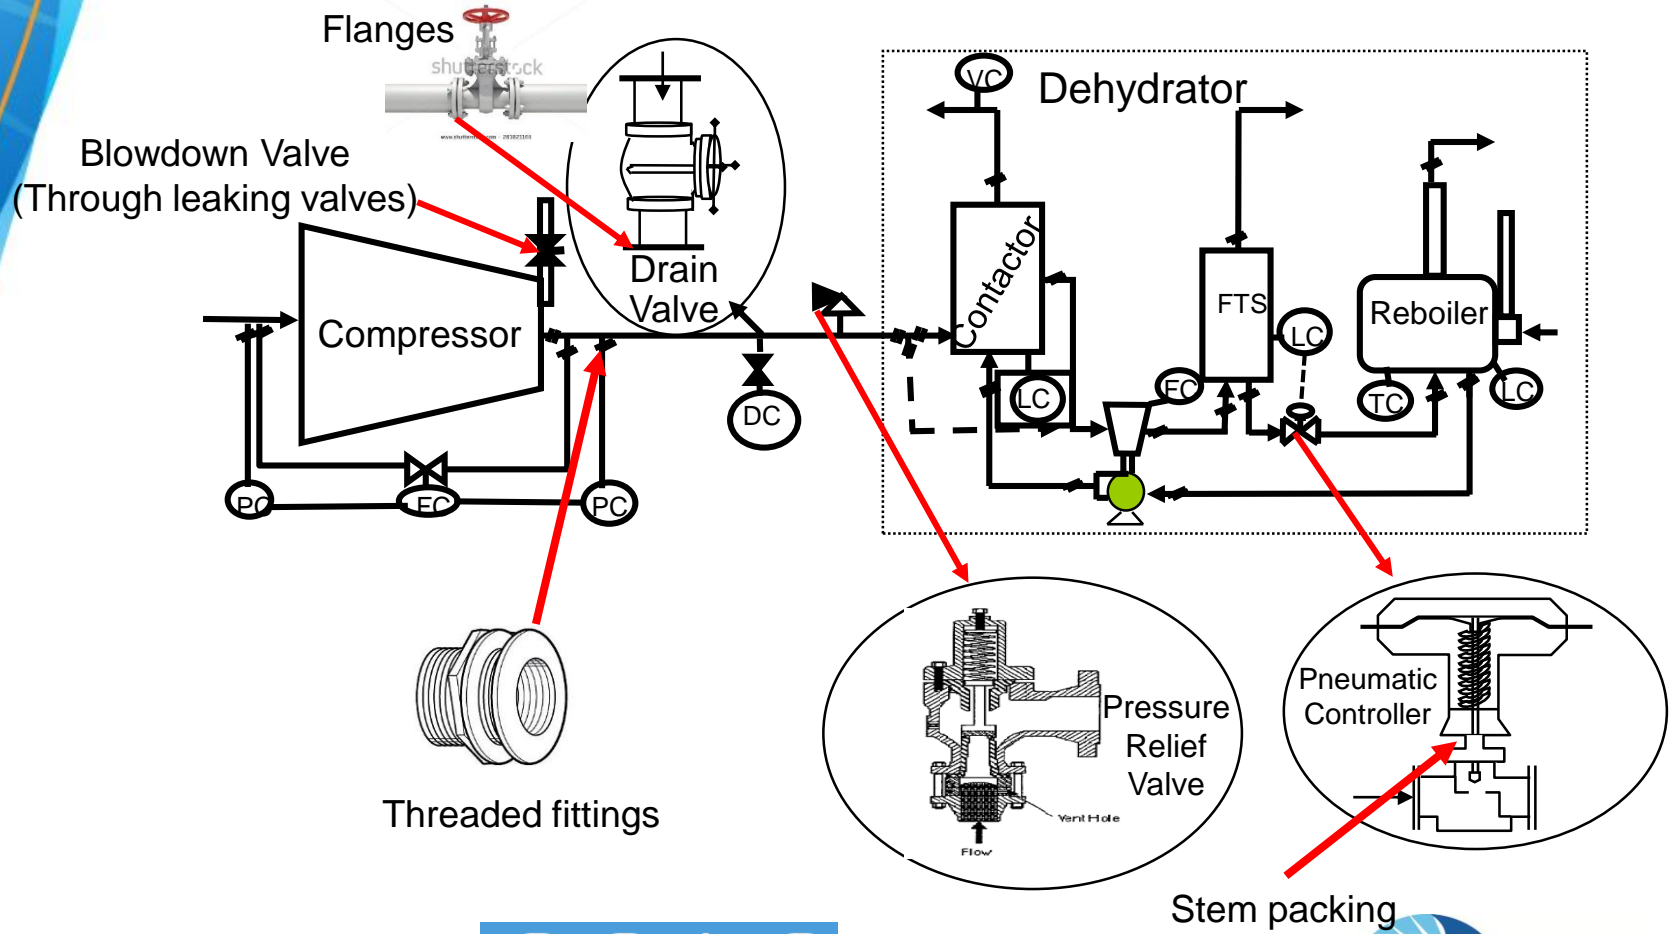 Flanges
shutterstock
Blowdown Valve
(Through leaking valves)
Drain
Valve
Compressor
PC
FC
PC
DC
Threaded fittings
VC
Dehydrator
Contactor
LC
FC
FTS
LC
Reboiler
TC
LC
Pressure
Relief
Valve
Vent Hole
Flow
Pneumatic
Controller
Stem packing